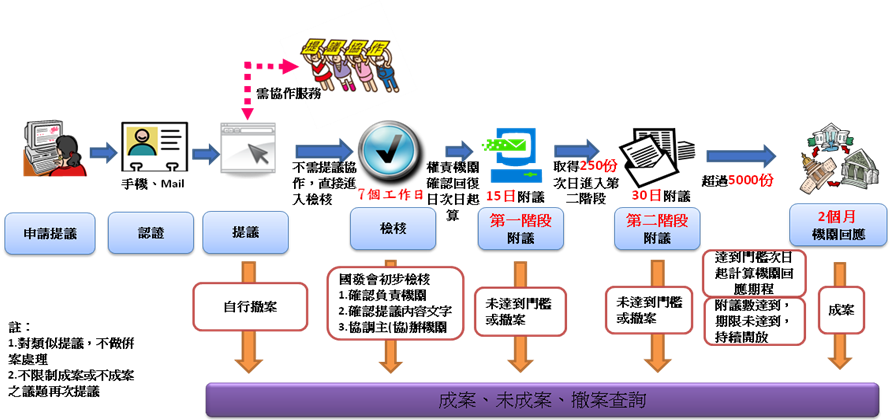 提議協作
需協作服務
手機、Mail
不需提議協
作，直接進
入檢核
7個工作日
權責機關
確認回復
日次日起
算
15日附議
取得250份
次日進入第
二階段
30日附議
超過5000份
申請提議
認證
提議
檢核
第一階段
附議
第二階段
附議
2個月
機關回應
自行撤案
國發會初步檢核
1.確認負責機關
2.確認提議內容文字
3.協調主(協)辦機關
未達到門檻
或撤案
未達到門檻
或撤案
達到門檻次日
起計算機關回
應期程
附議數達到，
期限未達到，
持續開放
成案
註：
1.對類似提議，不做併
案處理
2.不限制成案或不成案
之議題再次提議
成案、未成案、撤案查詢